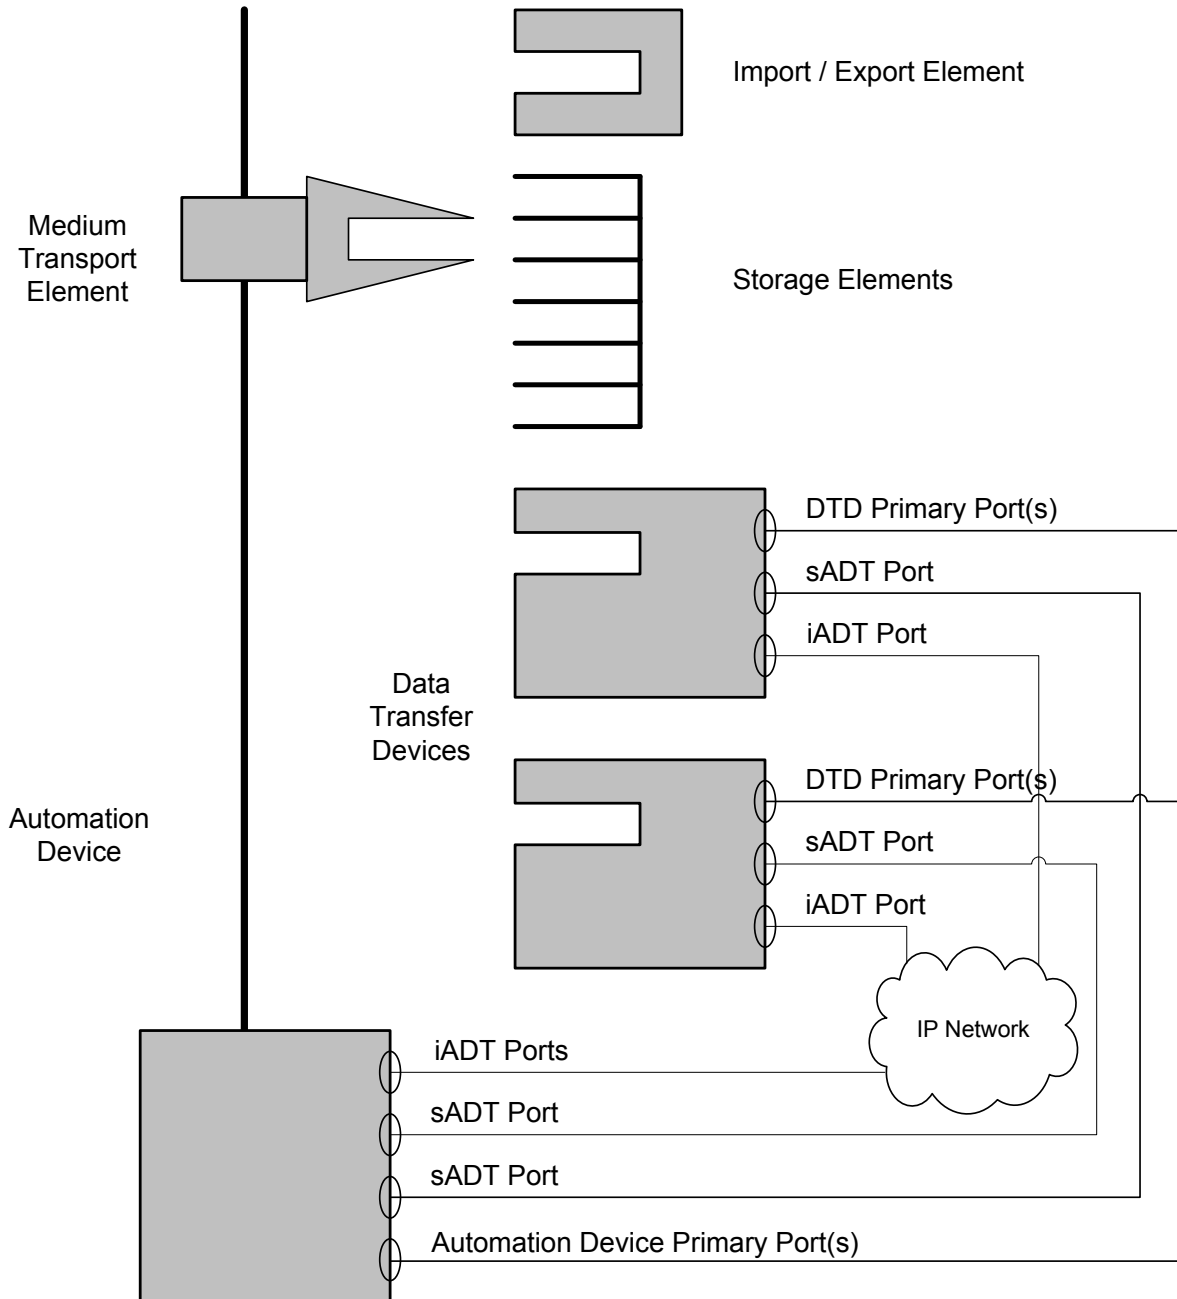 Import / Export Element
Medium
Transport
Element
Storage Elements
DTD Primary Port(s)
sADT Port
iADT Port
Data
Transfer
Devices
DTD Primary Port(s)
Automation
Device
sADT Port
iADT Port
IP Network
iADT Ports
sADT Port
sADT Port
Automation Device Primary Port(s)